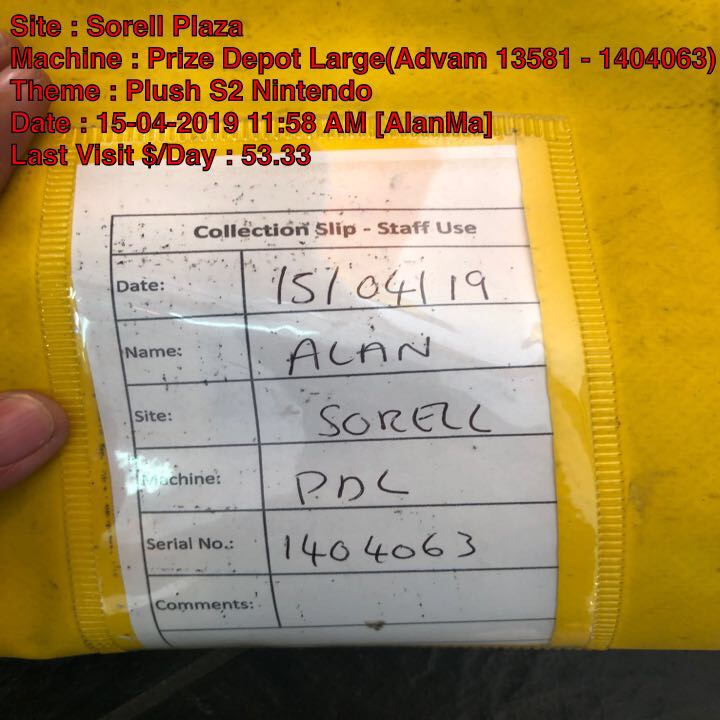 Site : Sorell Plaza
Machine : Prize Depot Large(Advam 13581 - 1404063)
Theme : Plush S2 Nintendo
Date : 15-04-2019 11:58 AM [AlanMa]
Last Visit $/Day : 53.33
Collection Slip - Staff Use
Date: 15/04/19
Name: ALAN
Site: SORELL
Machine: PDL
Serial No.: 1404063
Comments: